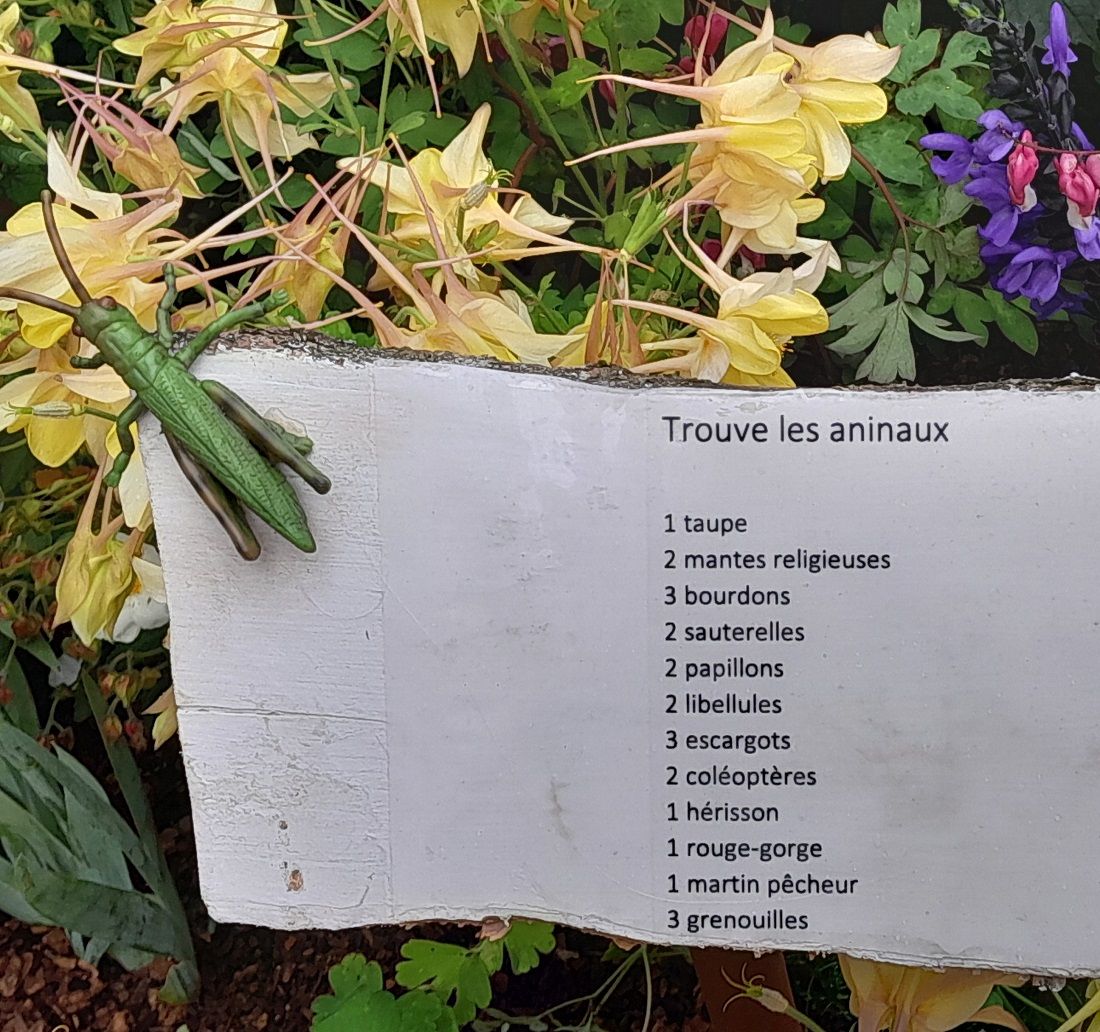 Trouve les aninaux
1 taupe
2 mantes religieuses
3 bourdons
2 sauterelles
2 papillons
2 libellules
3 escargots
2 coléoptères
1 hérisson
1 rouge-gorge
1 martin pêcheur
3 grenouilles